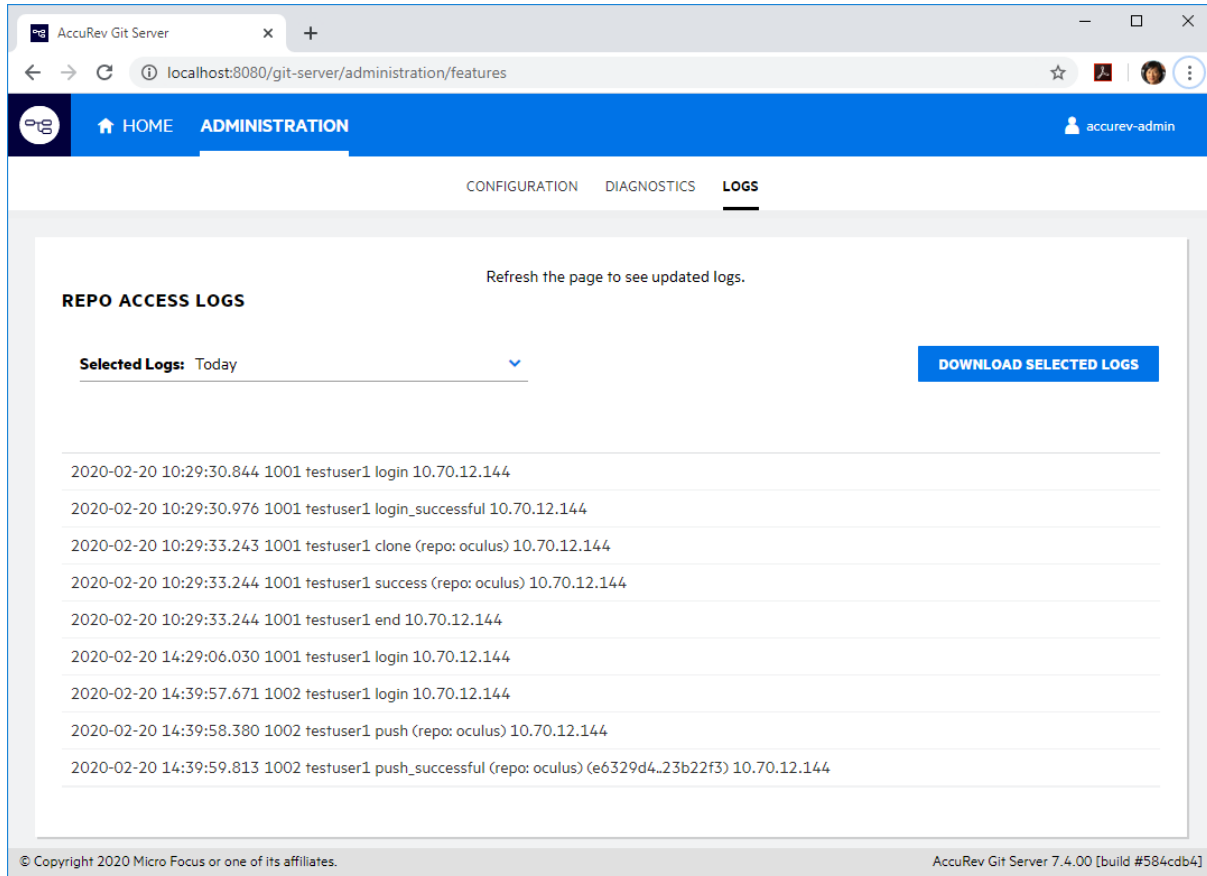 AccuRev Git Server
localhost:8080/git-server/administration/features
HOME ADMINISTRATION accurev-admin
CONFIGURATION DIAGNOSTICS LOGS
Refresh the page to see updated logs.
REPO ACCESS LOGS
Selected Logs: Today DOWNLOAD SELECTED LOGS
2020-02-20 10:29:30.844 1001 testuser1 login 10.70.12.144
2020-02-20 10:29:30.976 1001 testuser1 login_successful 10.70.12.144
2020-02-20 10:29:33.243 1001 testuser1 clone (repo: oculus) 10.70.12.144
2020-02-20 10:29:33.244 1001 testuser1 success (repo: oculus) 10.70.12.144
2020-02-20 10:29:33.244 1001 testuser1 end 10.70.12.144
2020-02-20 14:29:06.030 1001 testuser1 login 10.70.12.144
2020-02-20 14:39:57.671 1002 testuser1 login 10.70.12.144
2020-02-20 14:39:58.380 1002 testuser1 push (repo: oculus) 10.70.12.144
2020-02-20 14:39:59.813 1002 testuser1 push_successful (repo: oculus) (e6329d4..23b22f3) 10.70.12.144
© Copyright 2020 Micro Focus or one of its affiliates. AccuRev Git Server 7.4.00 [build #584cdb4]